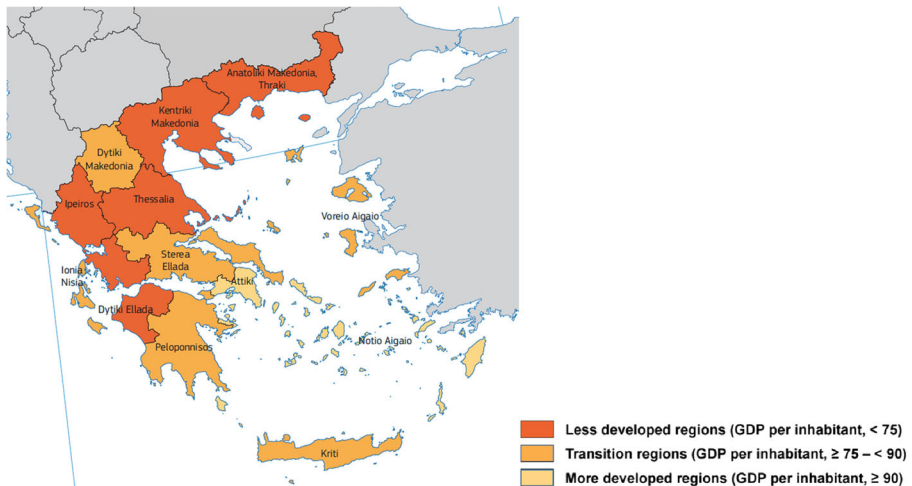 Anatoliki Makedonia,
Thraki
Kentriki
Makedonia
Dytiki
Makedonia
Ipeiros
Thessalia
Voreio Aigaio
Sterea
Ellada
Ionia
Nisia
Attiki
Dytiki Ellada
Notio Aigaio
Peloponnisos
Kriti
Less developed regions (GDP per inhabitant, < 75)
Transition regions (GDP per inhabitant, ≥ 75 – < 90)
More developed regions (GDP per inhabitant, ≥ 90)